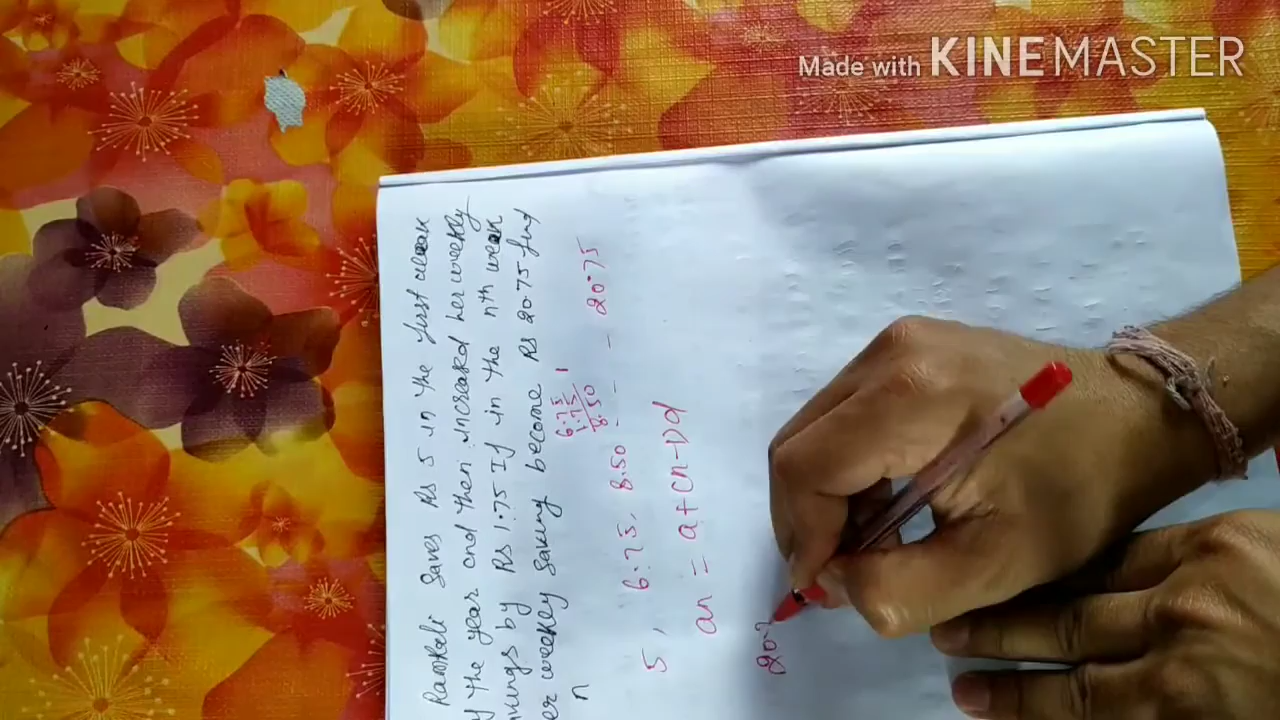 Made with KINEMASTER
Ramkali Saves Rs 5 in the first week
of the year and then increased her weekly
savings by Rs 1.75 If in the nth week
her weekly saving become Rs 20.75 find
n
6.75
1.75
8.50
5, 6.75, 8.50 - - - 20.75
an = a+(n-1)d
20.